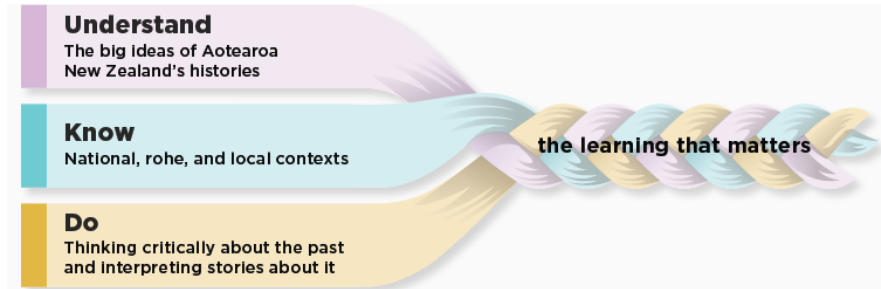 Understand
The big ideas of Aotearoa
New Zealand's histories
Know
National, rohe, and local contexts
Do
Thinking critically about the past
and interpreting stories about it
the learning that matters